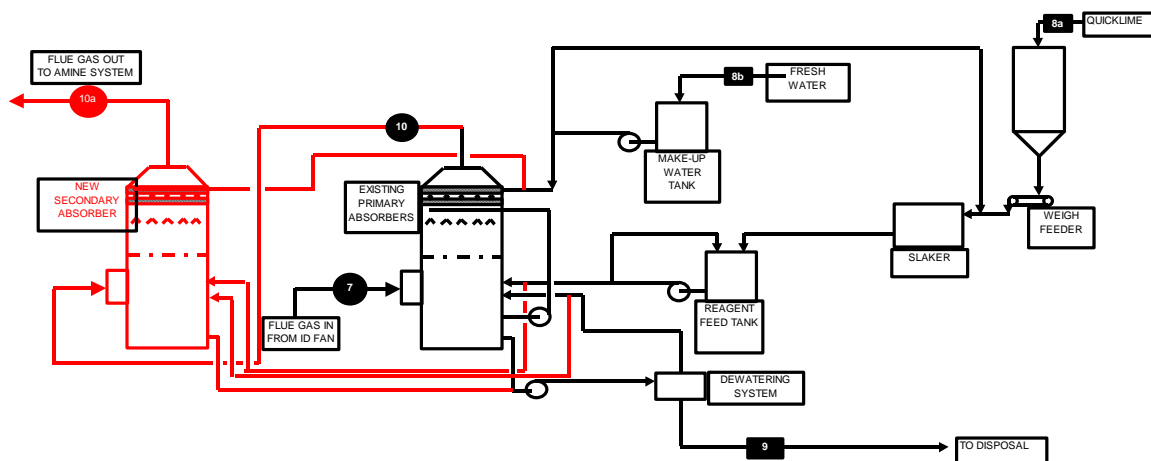 8a
QUICKLIME
FLUE GAS OUT
TO AMINE SYSTEM
8b
FRESH
WATER
10a
10
MAKE-UP
WATER
TANK
NEW
SECONDARY
ABSORBER
EXISTING
PRIMARY
ABSORBERS
WEIGH
FEEDER
SLAKER
7
REAGENT
FEED TANK
FLUE GAS IN
FROM ID FAN
DEWATERING
SYSTEM
9
TO DISPOSAL